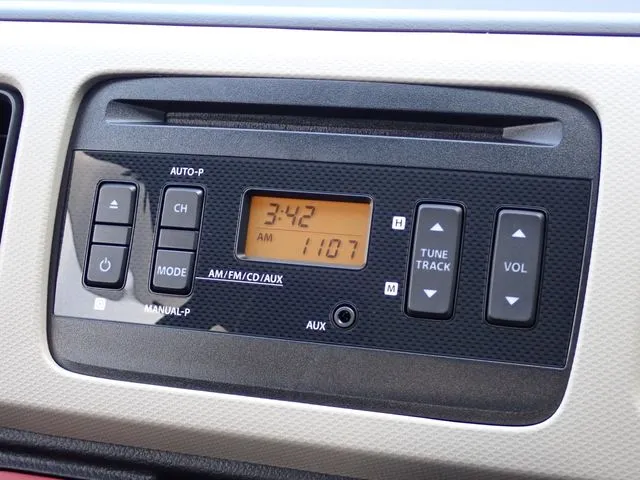 AUTO-P
CH
MODE
MANUAL-P
AM/FM/CD/AUX
3:42
AM
1107
AUX
H
M
TUNE
TRACK
VOL